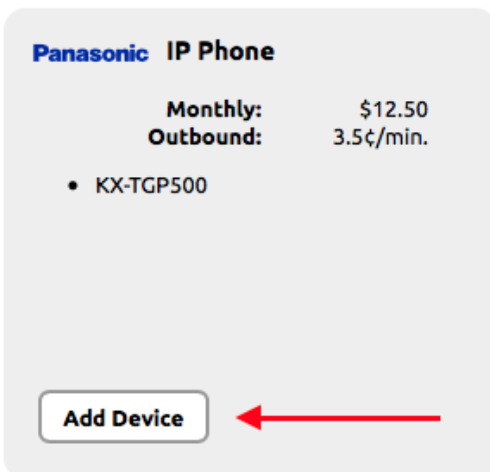 Panasonic IP Phone
Monthly: $12.50
Outbound: 3.5¢/min.
• KX-TGP500
Add Device